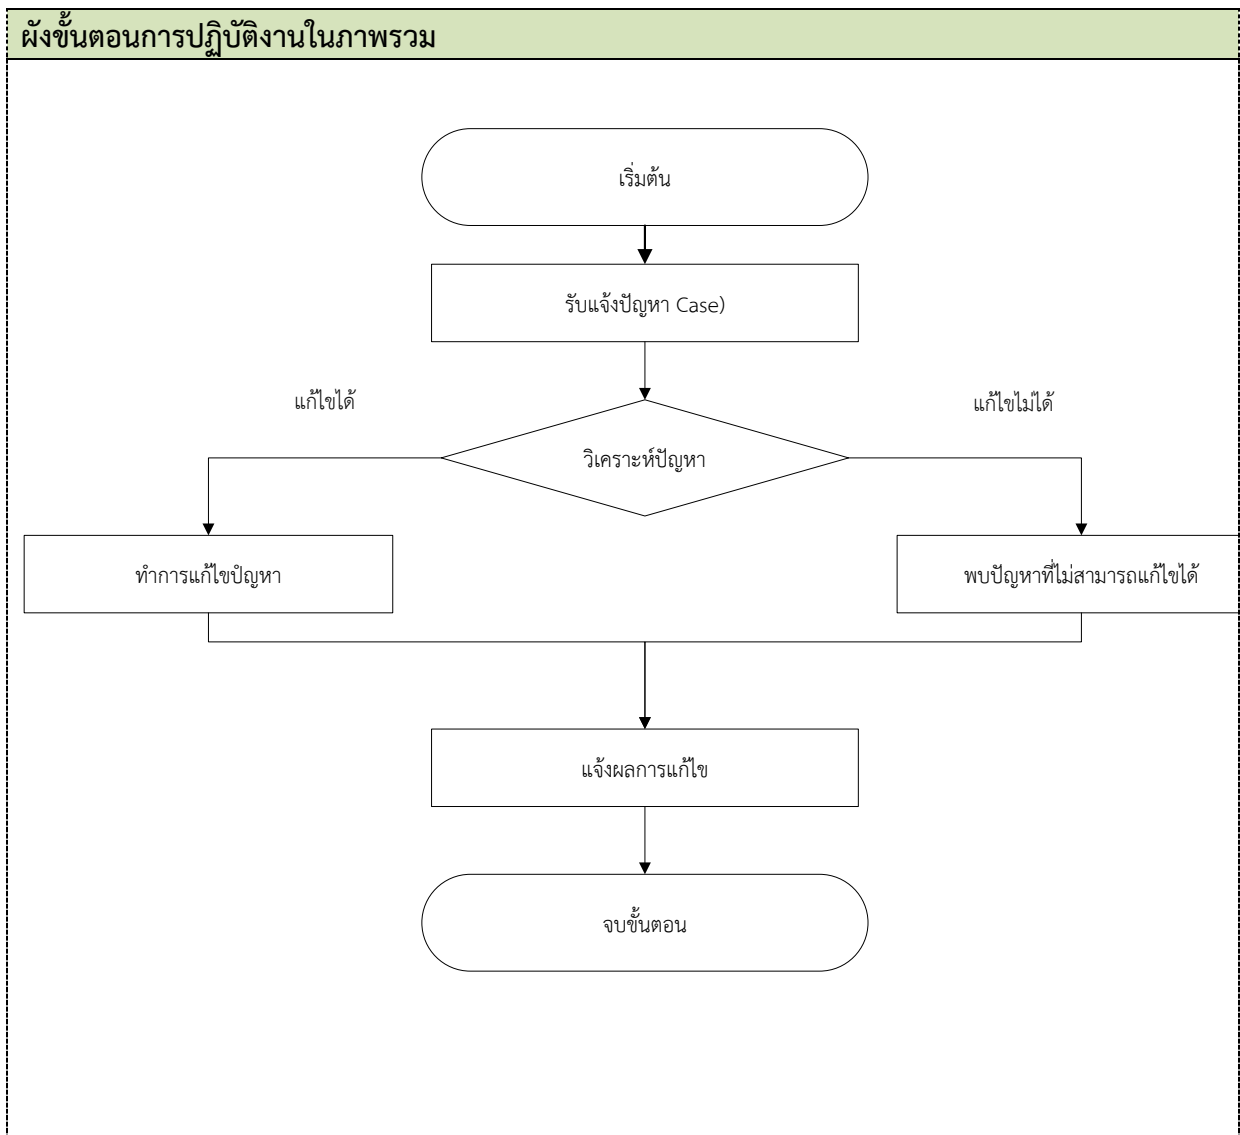 ผังขั้นตอนการปฏิบัติงานในภาพรวม
เริ่มต้น
รับแจ้งปัญหา Case)
แก้ไขได้
แก้ไขไม่ได้
วิเคราะห์ปัญหา
ทำการแก้ไขปํญหา
พบปัญหาที่ไม่สามารถแก้ไขได้
แจ้งผลการแก้ไข
จบขั้นตอน